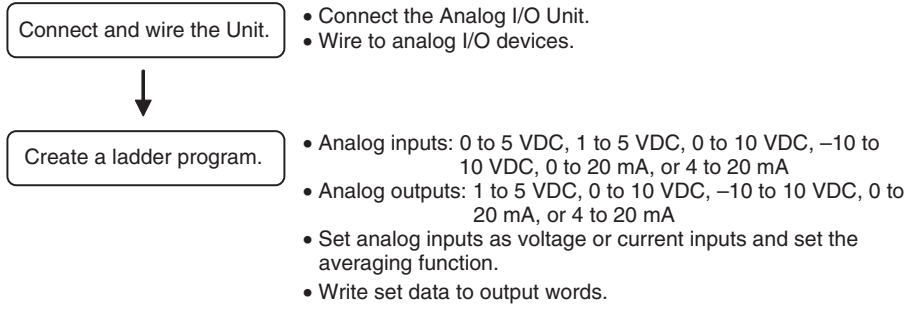 Connect and wire the Unit.
• Connect the Analog I/O Unit.
• Wire to analog I/O devices.
Create a ladder program.
• Analog inputs: 0 to 5 VDC, 1 to 5 VDC, 0 to 10 VDC, –10 to
10 VDC, 0 to 20 mA, or 4 to 20 mA
• Analog outputs: 1 to 5 VDC, 0 to 10 VDC, –10 to 10 VDC, 0 to
20 mA, or 4 to 20 mA
• Set analog inputs as voltage or current inputs and set the
averaging function.
• Write set data to output words.